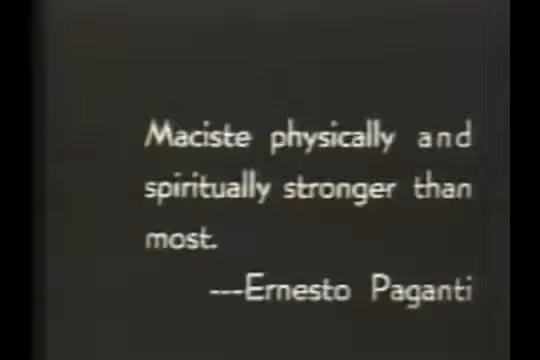 Maciste physically and
spiritually stronger than
most.
---Ernesto Paganti